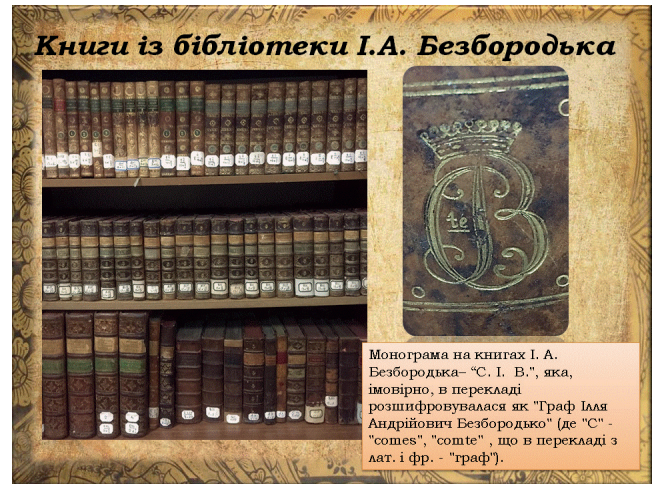 Книги із бібліотеки І.А. Безбородька
te
Монограма на книгах І. А.
Безбородька– “С. I.  B.", яка,
імовірно, в перекладі
розшифровувалася як "Граф Ілля
Андрійович Безбородько" (де "С" -
"comes", "comte" , що в перекладі з
лат. і фр. - "граф").